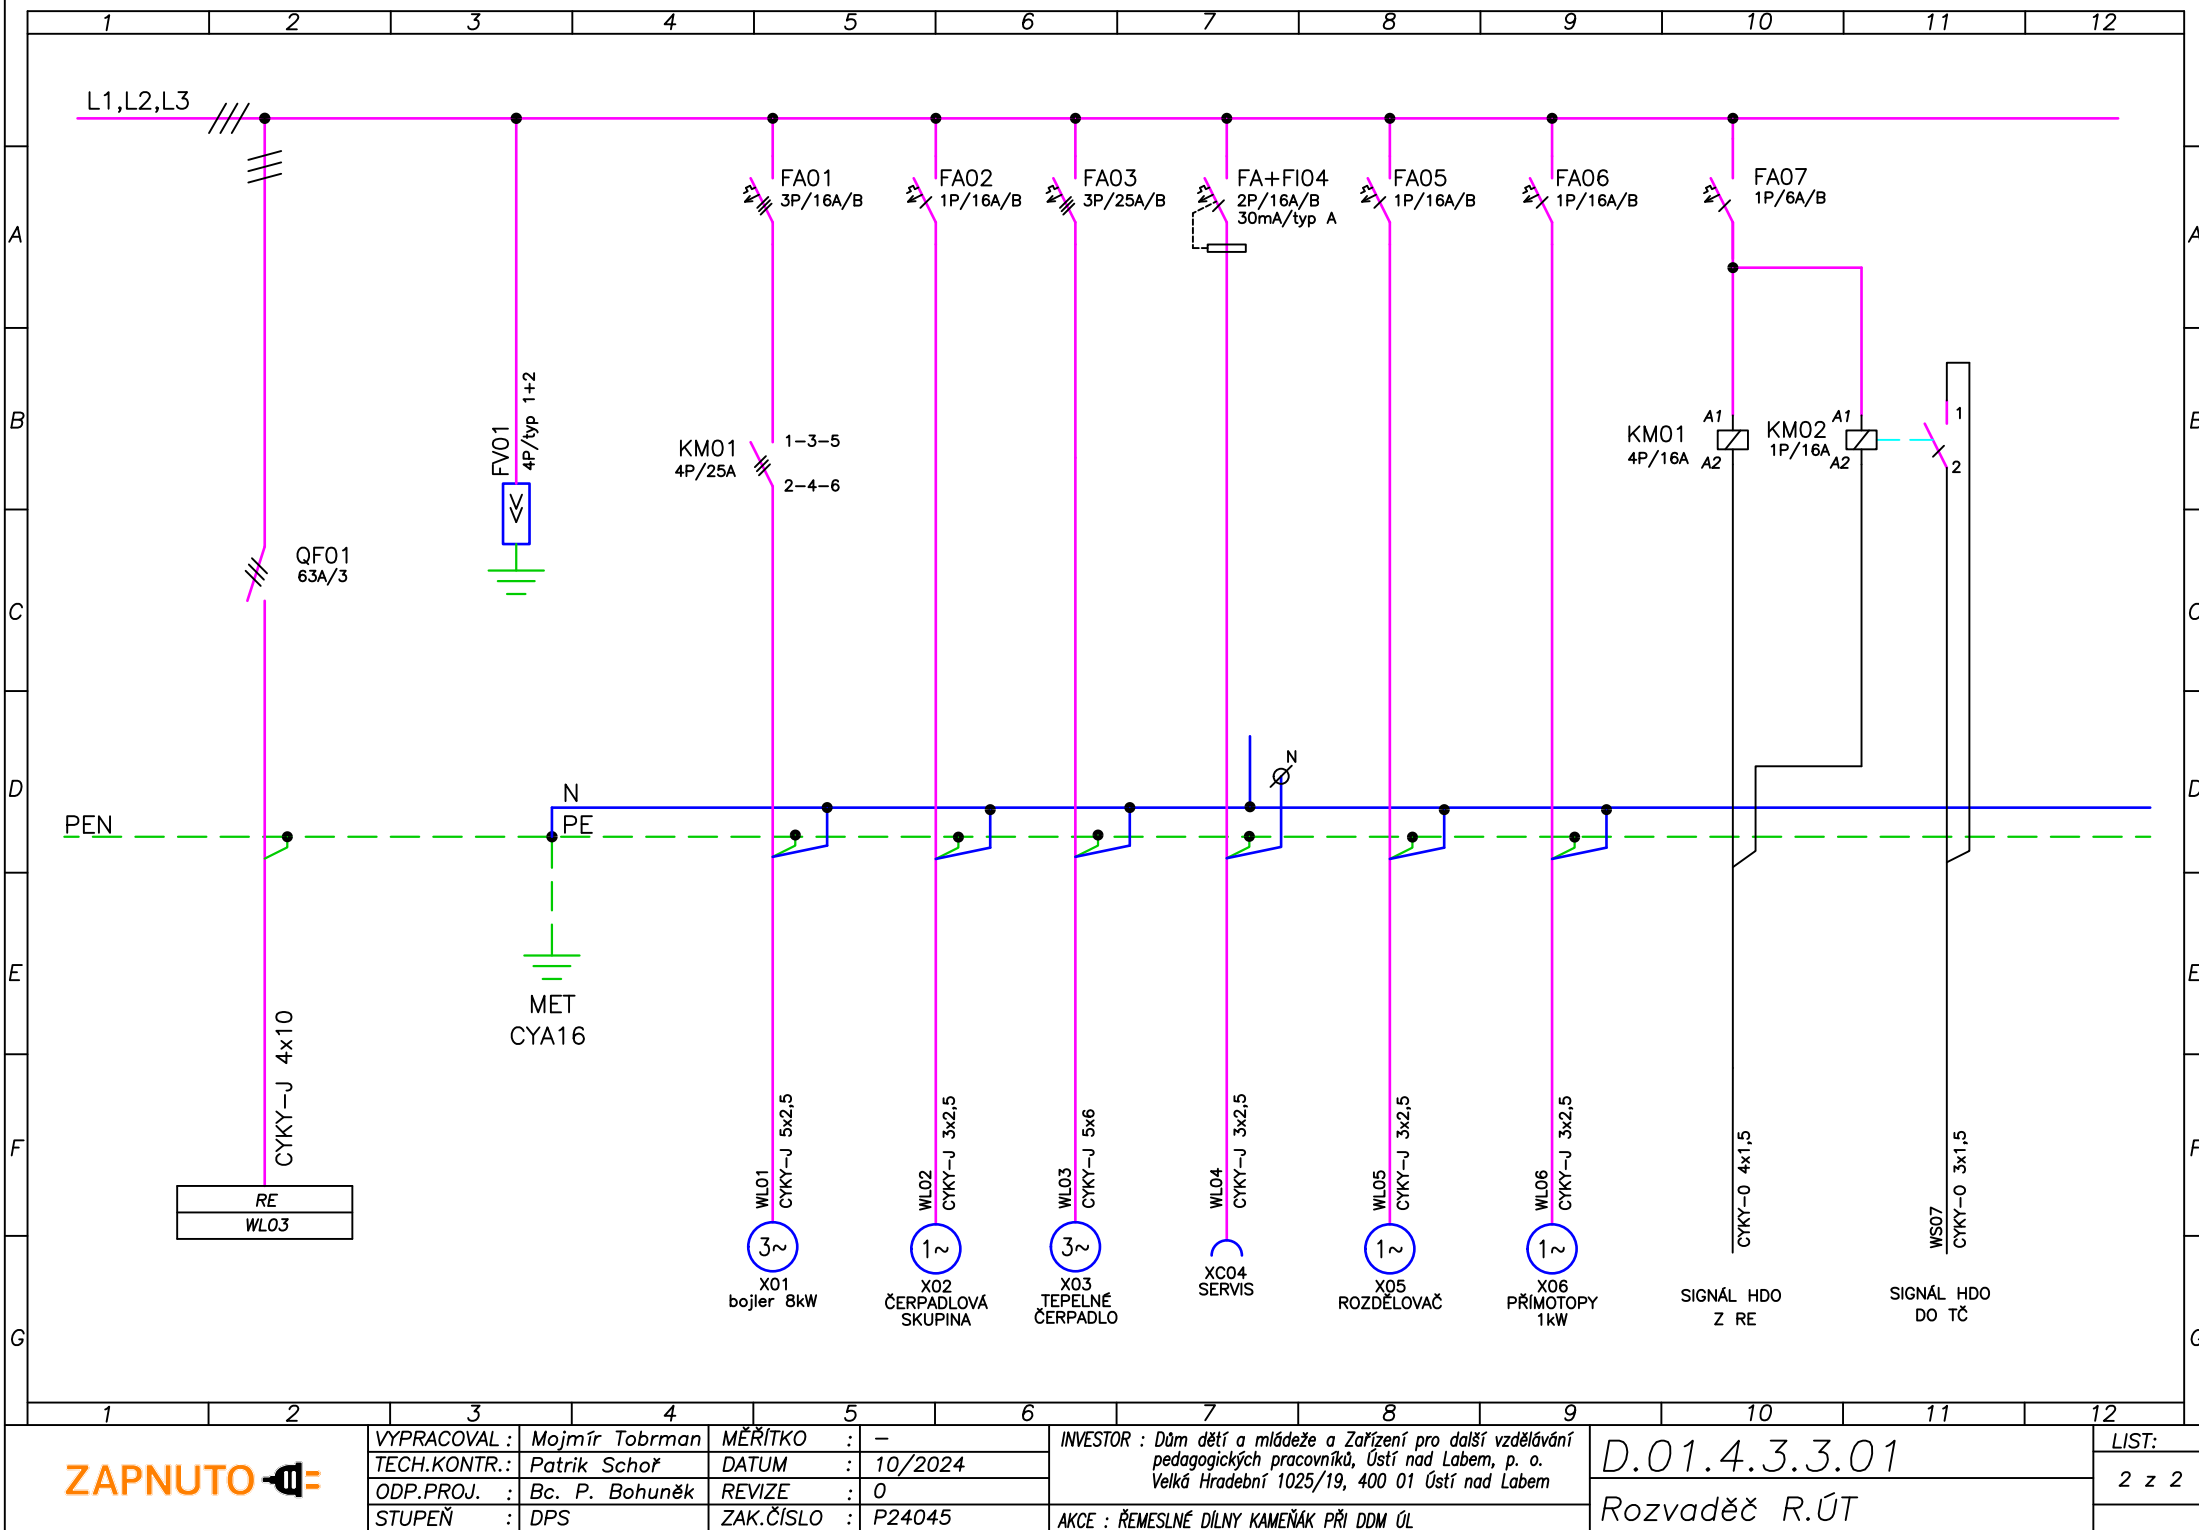 1 2 3 4 5 6 7 8 9 10 11 12
L1,L2,L3
FA01
3P/16A/B
FA02
1P/16A/B
FA03
3P/25A/B
FA+FI04
2P/16A/B
30mA/typ A
FA05
1P/16A/B
FA06
1P/16A/B
FA07
1P/6A/B
A A
B B
FV01
4P/typ 1+2
KM01
4P/25A
1-3-5
2-4-6
KM01
4P/16A
A1
A2
KM02
1P/16A
A1
A2
1
2
QF01
63A/3
C C
D D
N
N
PEN
PE
E E
MET
CYA16
CYKY-J 4x10
F F
WL01
CYKY-J 5x2,5
WL02
CYKY-J 3x2,5
WL03
CYKY-J 5x6
WL04
CYKY-J 3x2,5
WL05
CYKY-J 3x2,5
WL06
CYKY-J 3x2,5
CYKY-O 4x1,5
WS07
CYKY-O 3x1,5
RE
WL03
3~
X01
bojler 8kW
1~
X02
ČERPADLOVÁ
SKUPINA
3~
X03
TEPELNÉ
ČERPADLO
XC04
SERVIS
1~
X05
ROZDĚLOVAČ
1~
X06
PŘÍMOTOPY
1kW
SIGNÁL HDO
Z RE
SIGNÁL HDO
DO TČ
G G
1 2 3 4 5 6 7 8 9 10 11 12
ZAPNUTO
VYPRACOVAL : Mojmír Tobrman MĚŘÍTKO : -
TECH.KONTR.: Patrik Schoř DATUM : 10/2024
ODP.PROJ. : Bc. P. Bohuněk REVIZE : 0
STUPEŇ : DPS ZAK.ČÍSLO : P24045
INVESTOR : Dům dětí a mládeže a Zařízení pro další vzdělávání
pedagogických pracovníků, Ústí nad Labem, p. o.
Velká Hradební 1025/19, 400 01 Ústí nad Labem
AKCE : ŘEMESLNÉ DÍLNY KAMEŇÁK PŘI DDM ÚL
D.01.4.3.3.01
Rozvaděč R.ÚT
LIST:
2 z 2